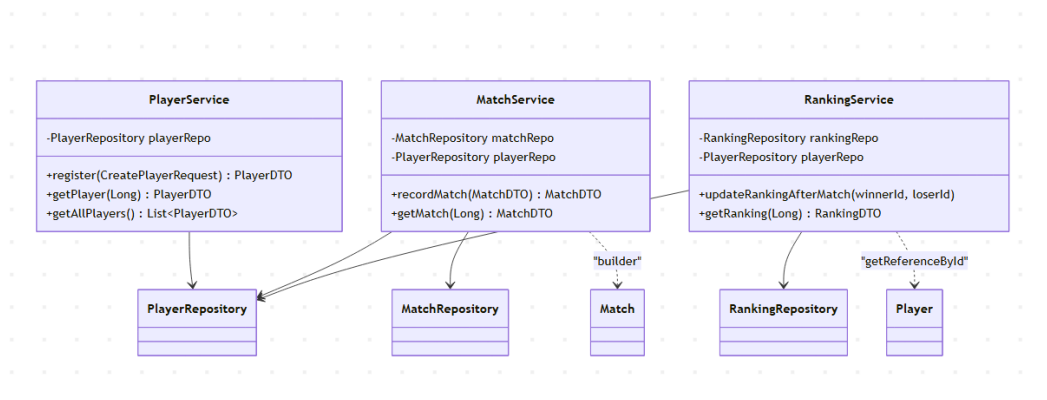 PlayerService
-PlayerRepository playerRepo
+register(CreatePlayerRequest) : PlayerDTO
+getPlayer(Long) : PlayerDTO
+getAllPlayers() : List<PlayerDTO>
MatchService
-MatchRepository matchRepo
-PlayerRepository playerRepo
+recordMatch(MatchDTO) : MatchDTO
+getMatch(Long) : MatchDTO
RankingService
-RankingRepository rankingRepo
-PlayerRepository playerRepo
+updateRankingAfterMatch(winnerId, loserId)
+getRanking(Long) : RankingDTO
"builder"
"getReferenceById"
PlayerRepository
MatchRepository
Match
RankingRepository
Player